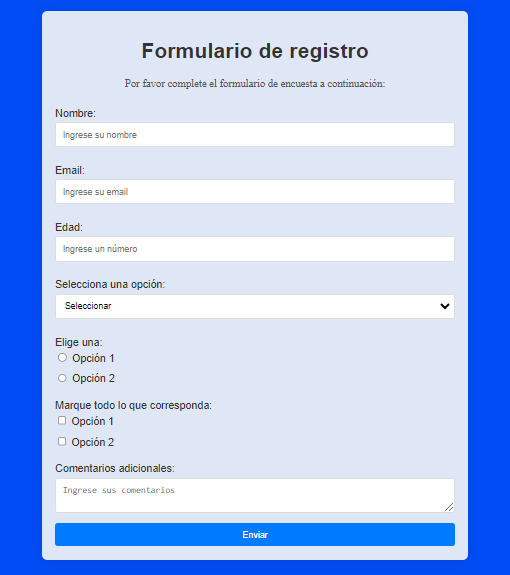 Formulario de registro
Por favor complete el formulario de encuesta a continuación:
Nombre:
Ingrese su nombre
Email:
Ingrese su email
Edad:
Ingrese un número
Selecciona una opción:
Seleccionar
Elige una:
Opción 1
Opción 2
Marque todo lo que corresponda:
Opción 1
Opción 2
Comentarios adicionales:
Ingrese sus comentarios
Enviar